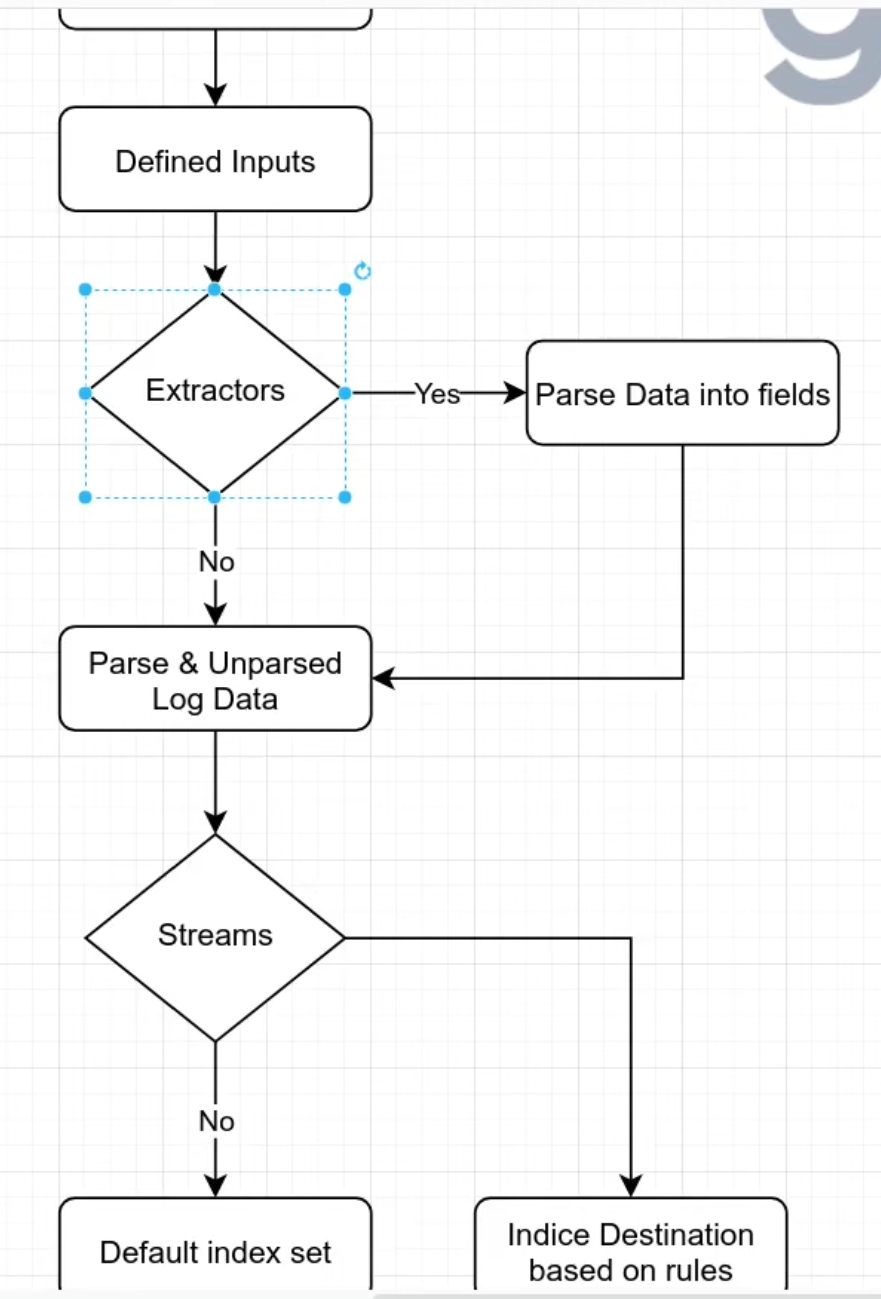 Defined Inputs
Extractors
Yes
Parse Data into fields
No
Parse & Unparsed
Log Data
Streams
No
Default index set
Indice Destination
based on rules